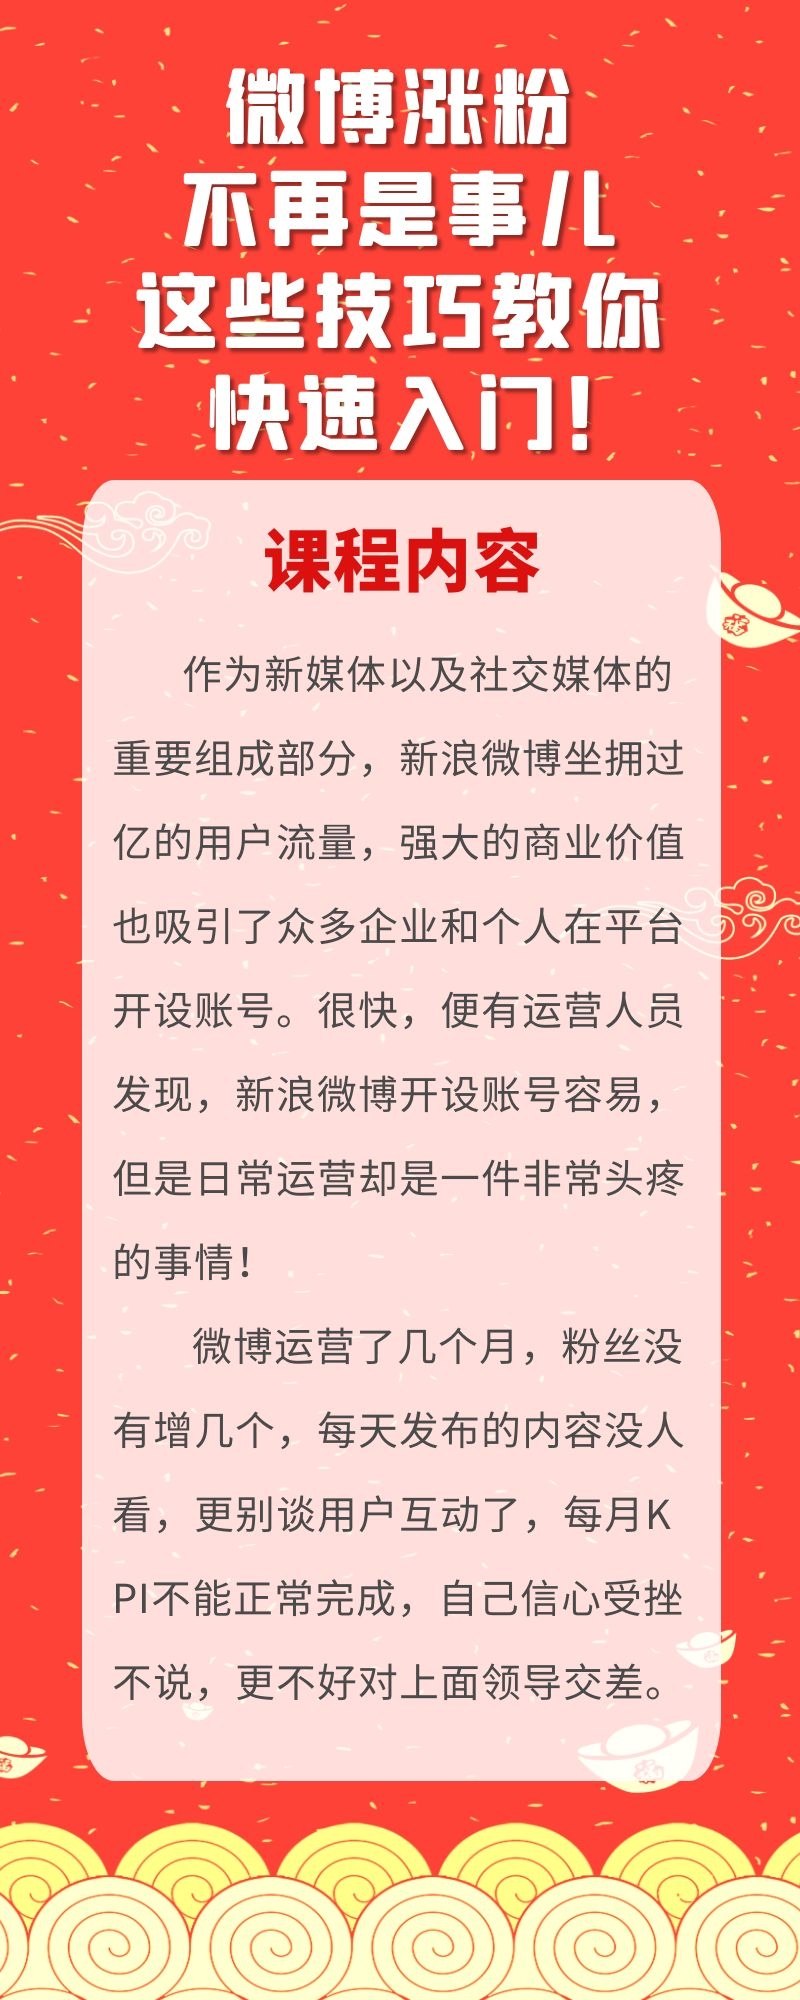 微博涨粉
不再是事儿
这些技巧教你
快速入门！
课程内容
作为新媒体以及社交媒体的
重要组成部分，新浪微博坐拥过
亿的用户流量，强大的商业价值
也吸引了众多企业和个人在平台
开设账号。很快，便有运营人员
发现，新浪微博开设账号容易，
但是日常运营却是一件非常头疼
的事情！
微博运营了几个月，粉丝没
有增几个，每天发布的内容没人
看，更别谈用户互动了，每月K
PI不能正常完成，自己信心受挫
不说，更不好对上面领导交差。